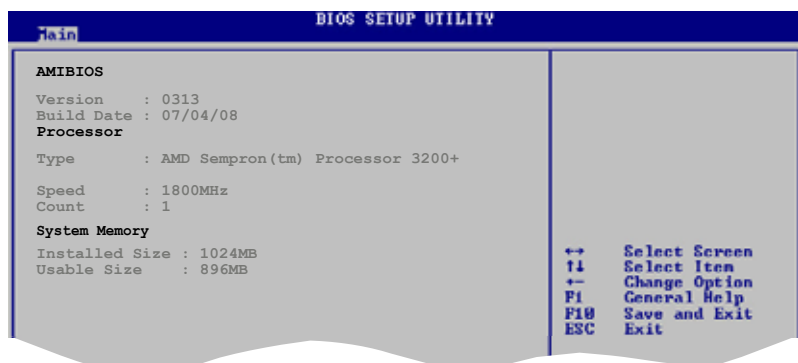 BIOS SETUP UTILITY
Main
AMIBIOS
Version : 0313
Build Date : 07/04/08
Processor
Type : AMD Sempron(tm) Processor 3200+
Speed : 1800MHz
Count : 1
System Memory
Installed Size : 1024MB
Usable Size : 896MB
↔ Select Screen
↑↓ Select Item
+- Change Option
F1 General Help
F10 Save and Exit
ESC Exit